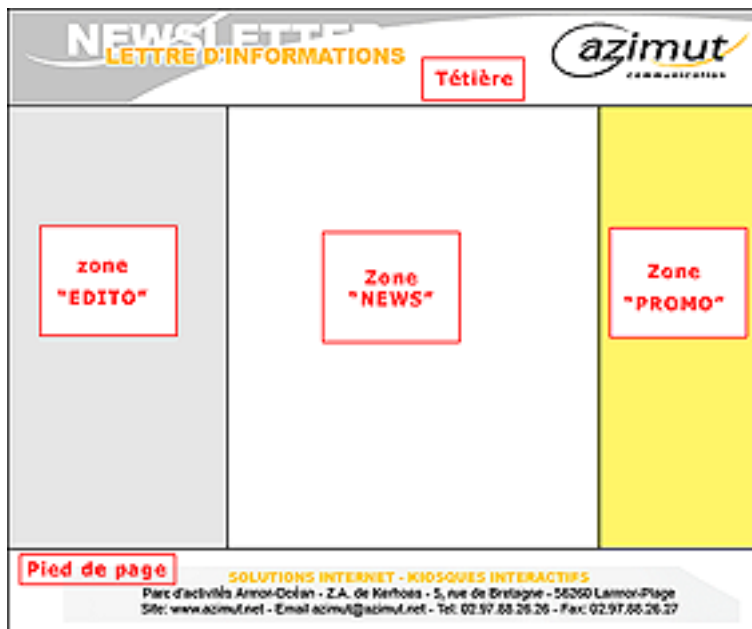 NEWSLETTER
LETTRE D'INFORMATIONS
azimut
communication
Tétière
zone
"EDITO"
Zone
"NEWS"
Zone
"PROMO"
Pied de page
SOLUTIONS INTERNET - KIOSQUES INTERACTIFS
Parc d'activités Armor-Océan - Z.A. de Kerhoas - 5, rue de Bretagne - 56260 Larmor-Plage
Site: www.azimut.net - Email azimut@azimut.net - Tel: 02.97.88.26.26 - Fax: 02.97.88.26.27